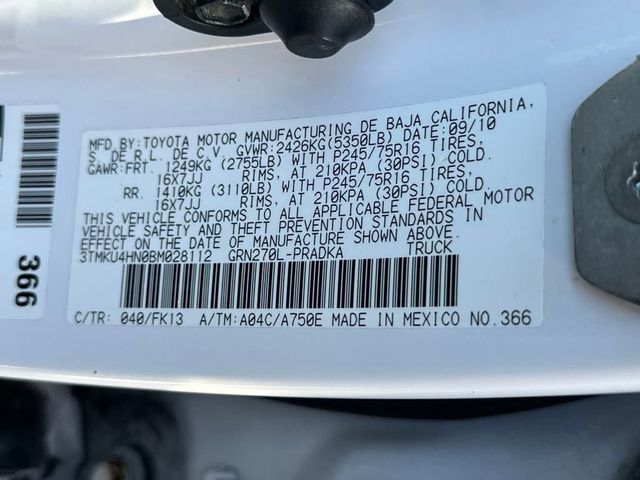 MFD.BY:TOYOTA MOTOR MANUFACTURING DE BAJA CALIFORNIA,
S. DE R.L. DE C.V. GVWR:2426KG(5350LB) DATE:09/10
GAWR:FRT. 1249KG (2755LB) WITH P245/75R16 TIRES,
16X7JJ RIMS, AT 210KPA (30PSI) COLD.
RR. 1410KG (3110LB) WITH P245/75R16 TIRES,
16X7JJ RIMS, AT 210KPA (30PSI) COLD.
THIS VEHICLE CONFORMS TO ALL APPLICABLE FEDERAL MOTOR
VEHICLE SAFETY AND THEFT PREVENTION STANDARDS IN
EFFECT ON THE DATE OF MANUFACTURE SHOWN ABOVE.
3TMKU4HN0BM028112 GRN270L-PRADKA TRUCK
C/TR: 040/FK13 A/TM:A04C/A750E MADE IN MEXICO NO.366
366